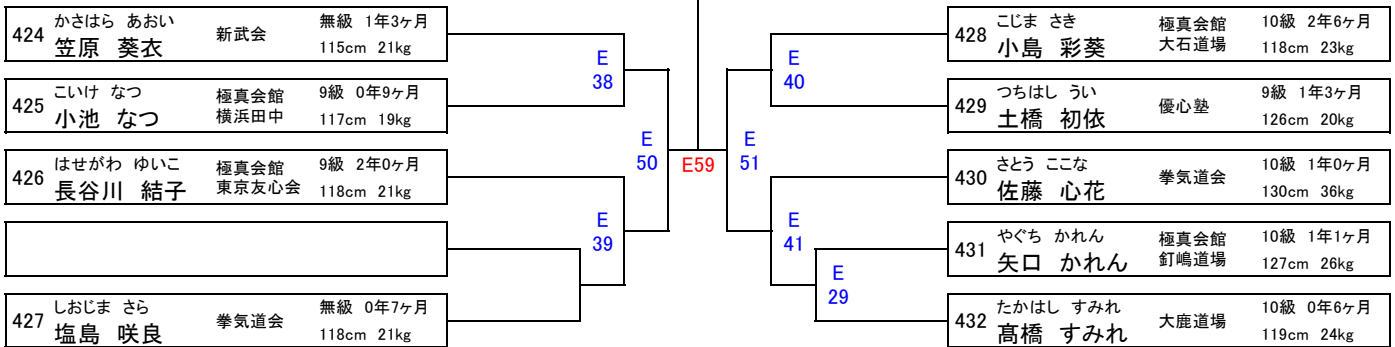 424
かさはら あおい
笠原 葵衣
新武会
無級 1年3ヶ月
115cm 21kg
425
こいけ なつ
小池 なつ
極真会館
横浜田中
9級 0年9ヶ月
117cm 19kg
426
はせがわ ゆいこ
長谷川 結子
極真会館
東京友心会
9級 2年0ヶ月
118cm 21kg
427
しおじま さら
塩島 咲良
拳気道会
無級 0年7ヶ月
118cm 21kg
E
38
E
39
E
50
E59
E
51
E
40
E
41
E
29
428
こじま さき
小島 彩葵
極真会館
大石道場
10級 2年6ヶ月
118cm 23kg
429
つちはし うい
土橋 初依
優心塾
9級 1年3ヶ月
126cm 20kg
430
さとう ここな
佐藤 心花
拳気道会
10級 1年0ヶ月
130cm 36kg
431
やぐち かれん
矢口 かれん
極真会館
釘嶋道場
10級 1年1ヶ月
127cm 26kg
432
たかはし すみれ
髙橋 すみれ
大鹿道場
10級 0年6ヶ月
119cm 24kg